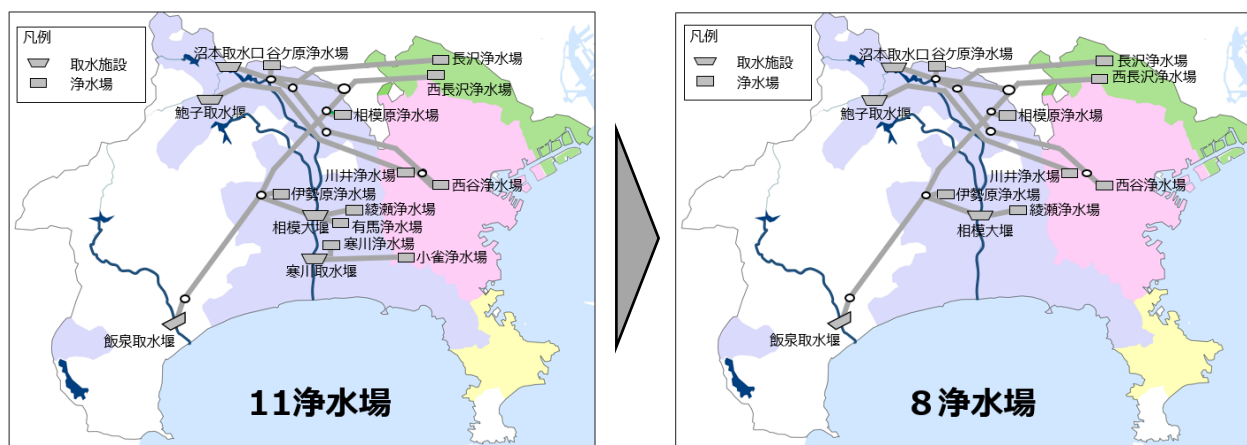 凡例
取水施設
浄水場
沼本取水口
谷ケ原浄水場
長沢浄水場
西長沢浄水場
鮑子取水堰
相模原浄水場
川井浄水場
西谷浄水場
伊勢原浄水場
綾瀬浄水場
相模大堰
有馬浄水場
寒川浄水場
寒川取水堰
小雀浄水場
飯泉取水堰
11浄水場
凡例
取水施設
浄水場
沼本取水口
谷ケ原浄水場
長沢浄水場
西長沢浄水場
鮑子取水堰
相模原浄水場
川井浄水場
西谷浄水場
伊勢原浄水場
綾瀬浄水場
相模大堰
飯泉取水堰
８浄水場